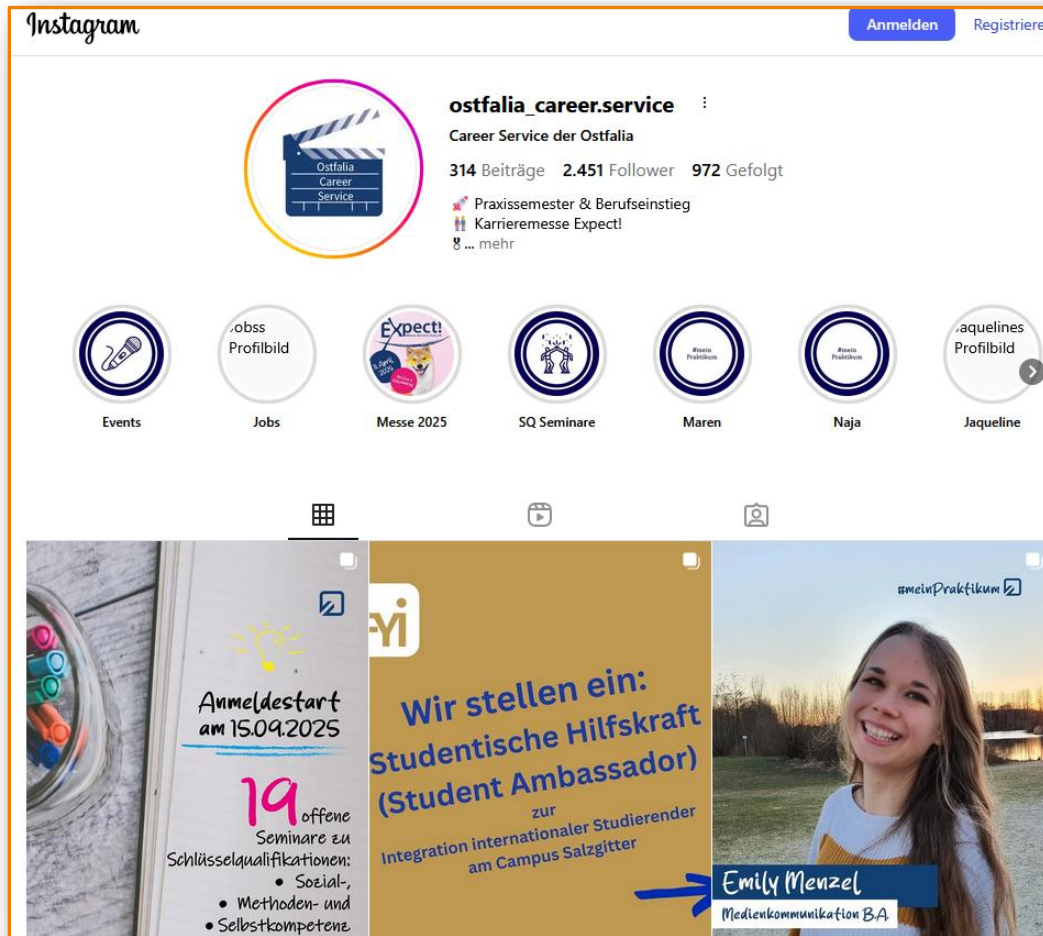 Instagram
Anmelden
Registriere
ostfalia_career.service
Career Service der Ostfalia
314 Beiträge 2.451 Follower 972 Gefolgt
Praxissemester & Berufseinstieg
Karrieremesse Expect!
... mehr
Ostfalia
Career
Service
obss
Profilbild
Expect!
April
2025
#mein
Praktikum
#mein
Praktikum
aquelines
Profilbild
Events
Jobs
Messe 2025
SQ Seminare
Maren
Naja
Jaqueline
Anmeldestart
am 15.09.2025
19 offene
Seminare zu
Schlüsselqualifikationen:
• Sozial-,
• Methoden- und
• Selbstkompetenz
Wir stellen ein:
Studentische Hilfskraft
(Student Ambassador)
zur
Integration internationaler Studierender
am Campus Salzgitter
#meinPraktikum
Emily Menzel
Medienkommunikation B.A.